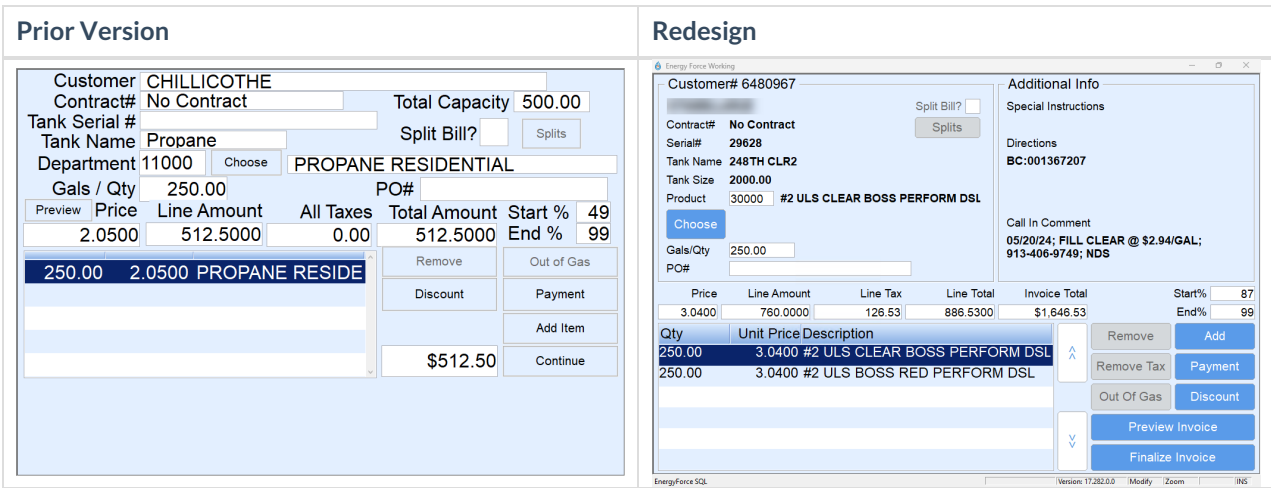 Prior Version
Customer CHILLICOTHE
Contract# No Contract
Total Capacity 500.00
Tank Serial #
Split Bill? Splits
Tank Name Propane
Department 11000 Choose PROPANE RESIDENTIAL
Gals / Qty 250.00 PO#
Preview Price Line Amount All Taxes Total Amount Start % 49
2.0500 512.5000 0.00 512.5000 End % 99
250.00 2.0500 PROPANE RESIDE
Remove Out of Gas
Discount Payment
Add Item
$512.50 Continue
Redesign
Energy Force Working
Customer# 6480967
Split Bill?
Contract# No Contract
Splits
Serial# 29628
Tank Name 248TH CLR2
Tank Size 2000.00
Product 30000 #2 ULS CLEAR BOSS PERFORM DSL
Choose
Gals/Qty 250.00
PO#
Additional Info
Special Instructions
Directions
BC:001367207
Call In Comment
05/20/24; FILL CLEAR @ $2.94/GAL;
913-406-9749; NDS
Price Line Amount Line Tax Line Total Invoice Total Start% 87
3.0400 760.0000 126.53 886.5300 $1,646.53 End% 99
Qty Unit Price Description
250.00 3.0400 #2 ULS CLEAR BOSS PERFORM DSL
250.00 3.0400 #2 ULS BOSS RED PERFORM DSL
Remove Add
Remove Tax Payment
Out Of Gas Discount
Preview Invoice
Finalize Invoice
EnergyForce SQL Version: 17.282.0.0 Modify Zoom INS